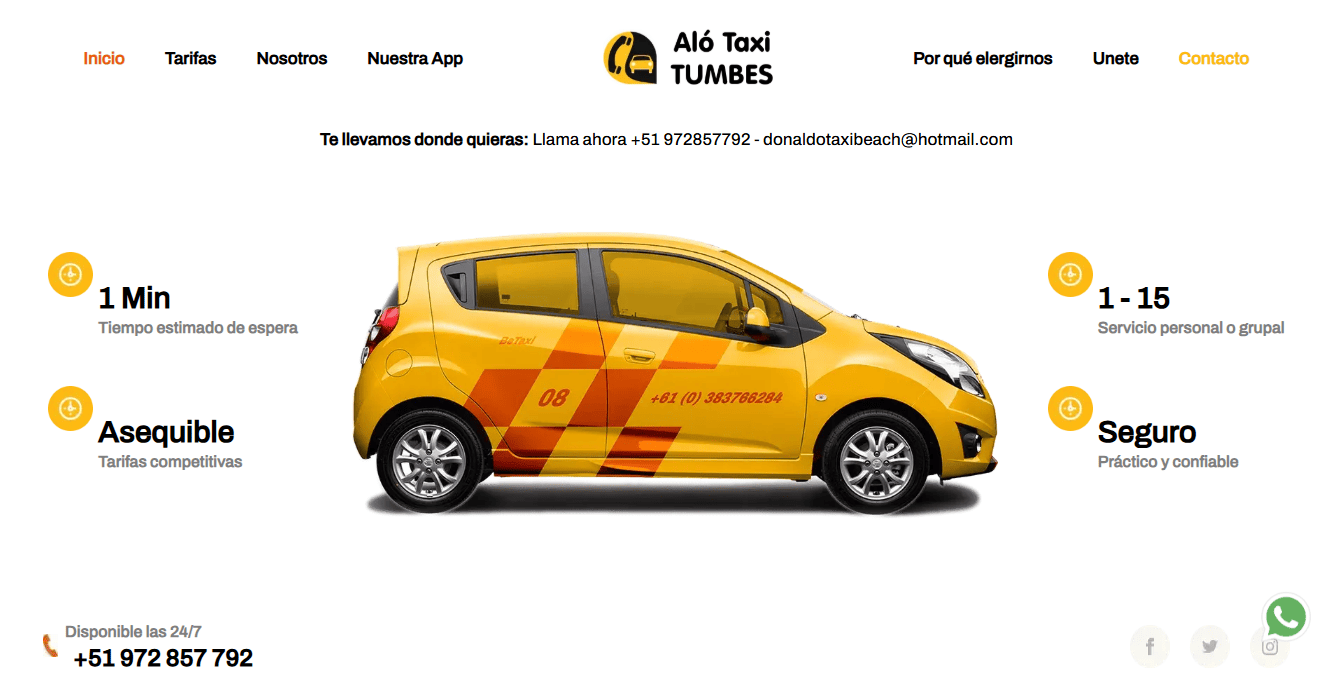 Inicio Tarifas Nosotros Nuestra App
Aló Taxi
TUMBES
Por qué elergirnos Unete Contacto
Te llevamos donde quieras: Llama ahora +51 972857792 - donaldotaxibeach@hotmail.com
1 Min
Tiempo estimado de espera
Asequible
Tarifas competitivas
GoTaxi
08
+61 (0) 383766284
1 - 15
Servicio personal o grupal
Seguro
Práctico y confiable
Disponible las 24/7
+51 972 857 792